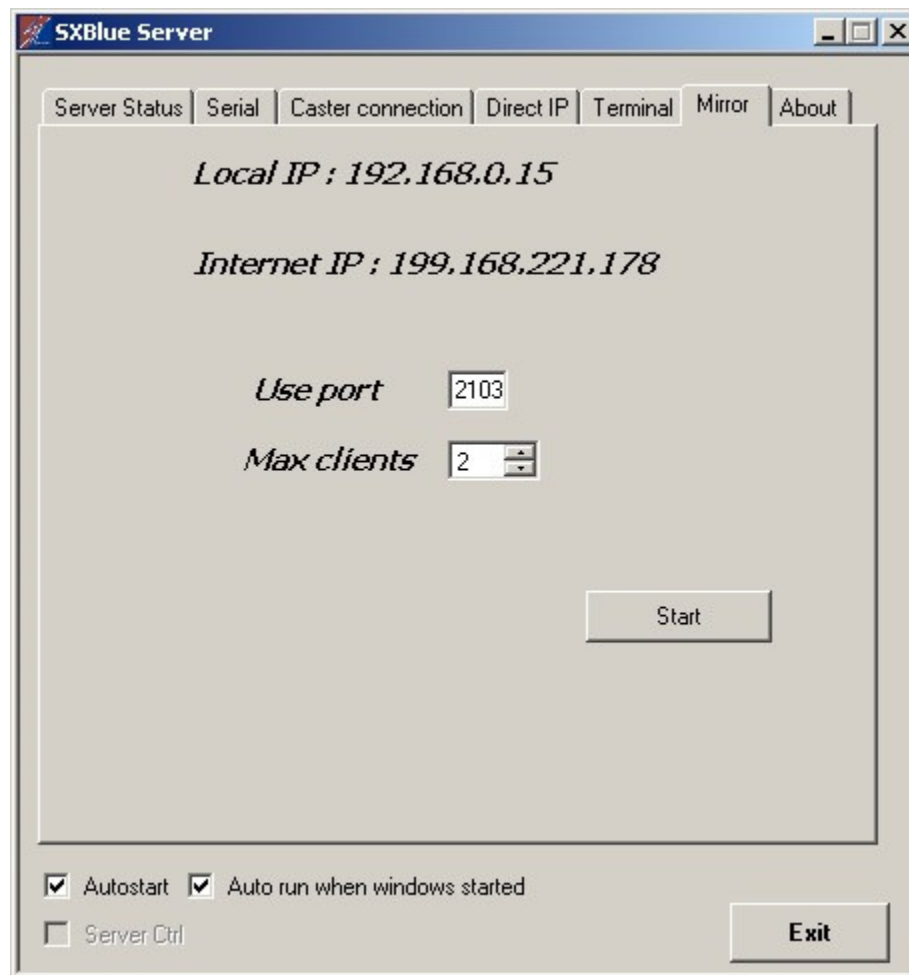 SXBlue Server
Server Status Serial Caster connection Direct IP Terminal Mirror About
Local IP : 192.168.0.15
Internet IP : 199.168.221.178
Use port 2103
Max clients 2
Start
Autostart Auto run when windows started
Server Ctrl
Exit